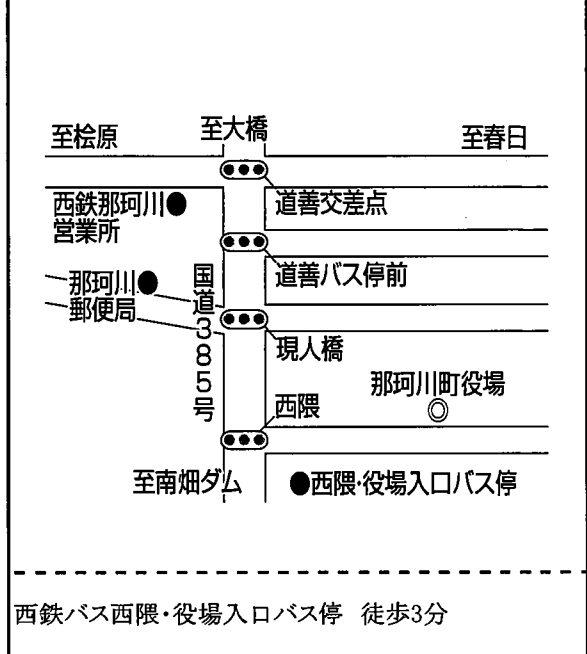 至桧原
至大橋
至春日
西鉄那珂川
営業所
道善交差点
道善バス停前
那珂川
郵便局
国道385号
現人橋
那珂川町役場
西隈
至南畑ダム
西隈・役場入口バス停
西鉄バス西隈・役場入口バス停 徒歩3分